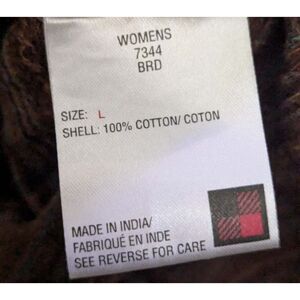 WOMENS
7344
BRD
SIZE: L
SHELL: 100% COTTON/ COTON
MADE IN INDIA/
FABRIQUÉ EN INDE
SEE REVERSE FOR CARE